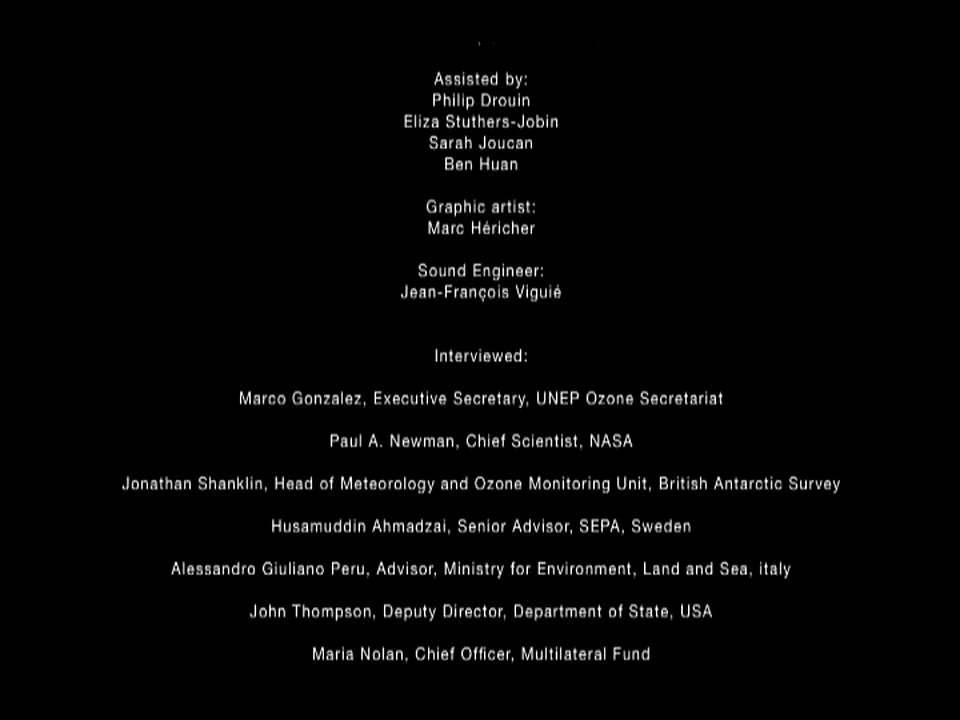 Assisted by:
Philip Drouin
Eliza Stuthers-Jobin
Sarah Joucan
Ben Huan
Graphic artist:
Marc Héricher
Sound Engineer:
Jean-François Viguié
Interviewed:
Marco Gonzalez, Executive Secretary, UNEP Ozone Secretariat
Paul A. Newman, Chief Scientist, NASA
Jonathan Shanklin, Head of Meteorology and Ozone Monitoring Unit, British Antarctic Survey
Husamuddin Ahmadzai, Senior Advisor, SEPA, Sweden
Alessandro Giuliano Peru, Advisor, Ministry for Environment, Land and Sea, italy
John Thompson, Deputy Director, Department of State, USA
Maria Nolan, Chief Officer, Multilateral Fund